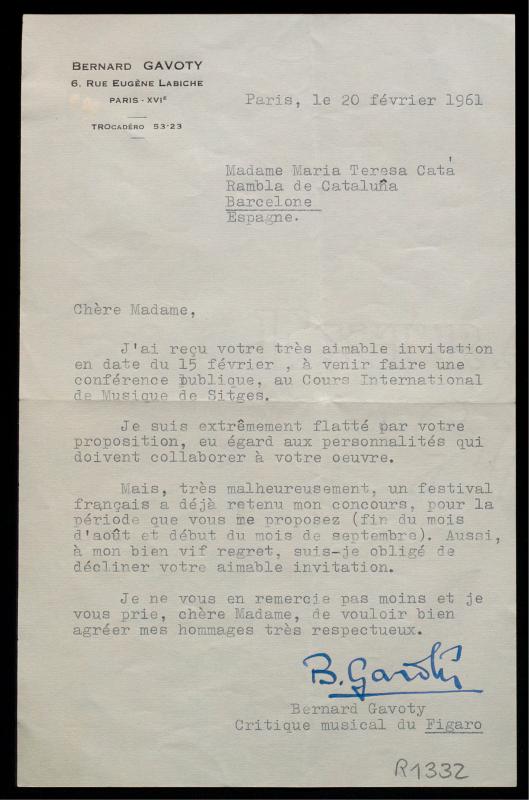 BERNARD GAVOTY
6, RUE EUGÈNE LABICHE
PARIS - XVIE
TROCADÉRO 53-23
Paris, le 20 février 1961
Madame Maria Teresa Catá
Rambla de Cataluña
Barcelone
Espagne.
Chère Madame,
J'ai reçu votre très aimable invitation
en date du 15 février , à venir faire une
conférence publique, au Cours International
de Musique de Sitges.
Je suis extrêmement flatté par votre
proposition, eu égard aux personnalités qui
doivent collaborer à votre oeuvre.
Mais, très malheureusement, un festival
français a déjà retenu mon concours, pour la
période que vous me proposez (fin du mois
d'août et début du mois de septembre). Aussi,
à mon bien vif regret, suis-je obligé de
décliner votre aimable invitation.
Je ne vous en remercie pas moins et je
vous prie, chère Madame, de vouloir bien
agréer mes hommages très respectueux.
B. Gavoty
Bernard Gavoty
Critique musical du Figaro
R1332